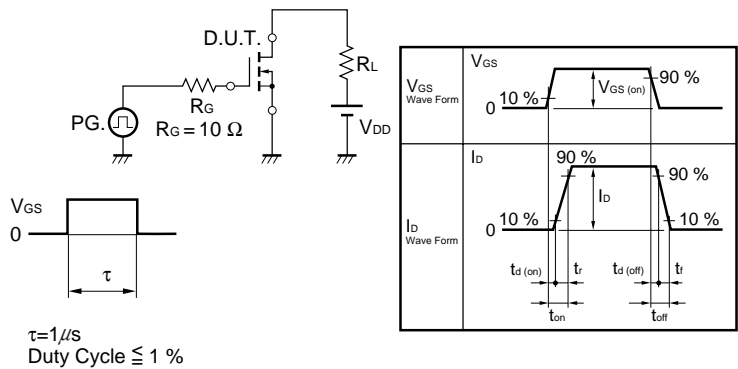 D.U.T.
RL
RG
PG.
RG = 10 Ω
VDD
VGS
0
τ
τ=1μs
Duty Cycle ≦ 1 %
VGS
Wave Form
VGS
10 %
0
VGS (on)
90 %
ID
Wave Form
ID
90 %
90 %
ID
10 %
0
10 %
td (on)
tr
td (off)
tf
ton
toff